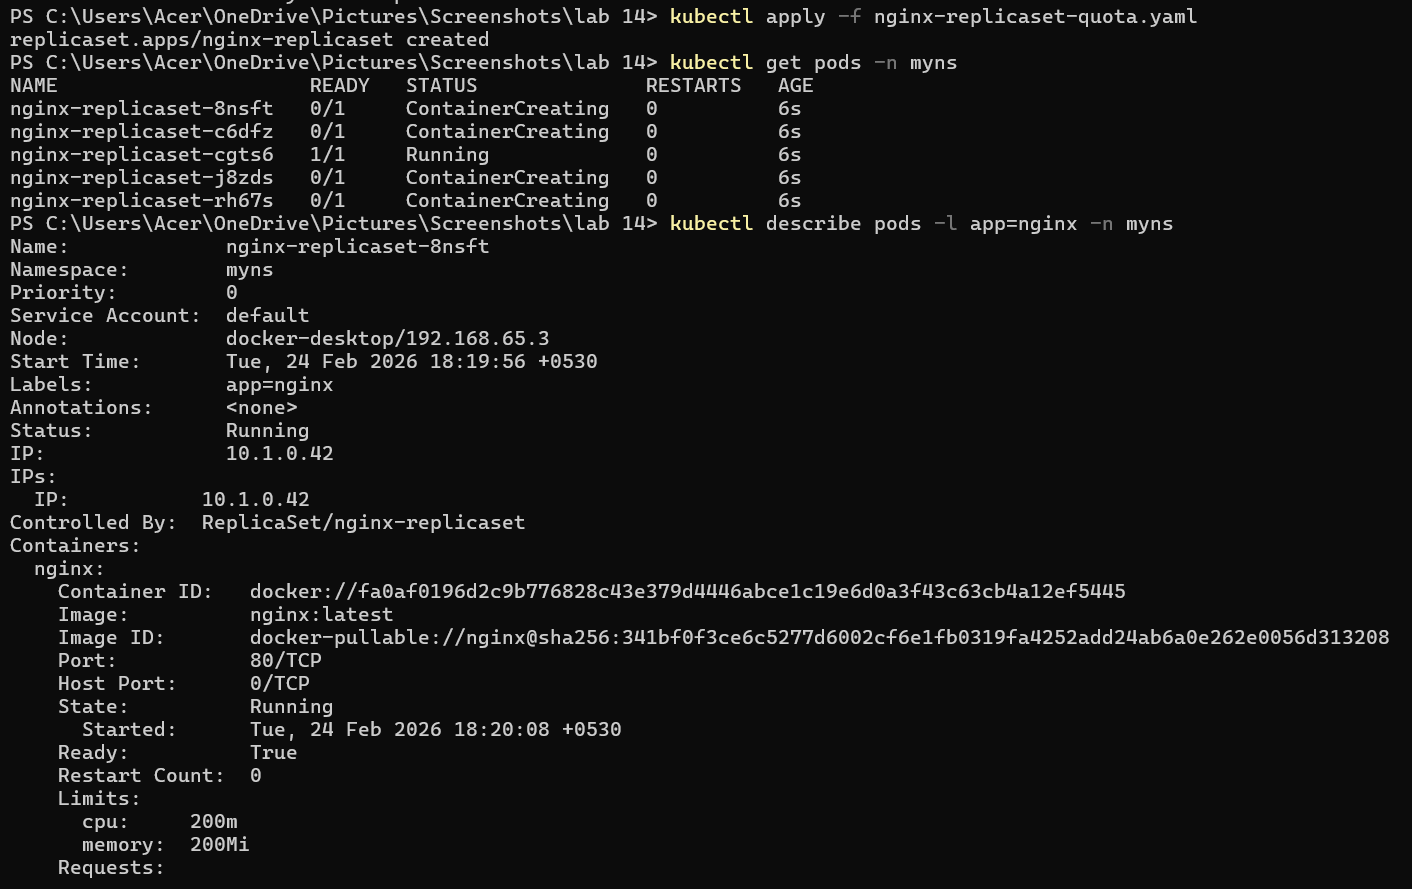 PS C:\Users\Acer\OneDrive\Pictures\Screenshots\lab 14> kubectl apply -f nginx-replicaset-quota.yaml
replicaset.apps/nginx-replicaset created
PS C:\Users\Acer\OneDrive\Pictures\Screenshots\lab 14> kubectl get pods -n myns
NAME                     READY   STATUS              RESTARTS   AGE
nginx-replicaset-8nsft   0/1     ContainerCreating   0          6s
nginx-replicaset-c6dfz   0/1     ContainerCreating   0          6s
nginx-replicaset-cgts6   1/1     Running             0          6s
nginx-replicaset-j8zds   0/1     ContainerCreating   0          6s
nginx-replicaset-rh67s   0/1     ContainerCreating   0          6s
PS C:\Users\Acer\OneDrive\Pictures\Screenshots\lab 14> kubectl describe pods -l app=nginx -n myns
Name:             nginx-replicaset-8nsft
Namespace:        myns
Priority:         0
Service Account:  default
Node:             docker-desktop/192.168.65.3
Start Time:       Tue, 24 Feb 2026 18:19:56 +0530
Labels:           app=nginx
Annotations:      <none>
Status:           Running
IP:               10.1.0.42
IPs:
  IP:           10.1.0.42
Controlled By:  ReplicaSet/nginx-replicaset
Containers:
  nginx:
    Container ID:   docker://fa0af0196d2c9b776828c43e379d4446abce1c19e6d0a3f43c63cb4a12ef5445
    Image:          nginx:latest
    Image ID:       docker-pullable://nginx@sha256:341bf0f3ce6c5277d6002cf6e1fb0319fa4252add24ab6a0e262e0056d313208
    Port:           80/TCP
    Host Port:      0/TCP
    State:          Running
      Started:      Tue, 24 Feb 2026 18:20:08 +0530
    Ready:          True
    Restart Count:  0
    Limits:
      cpu:     200m
      memory:  200Mi
    Requests: